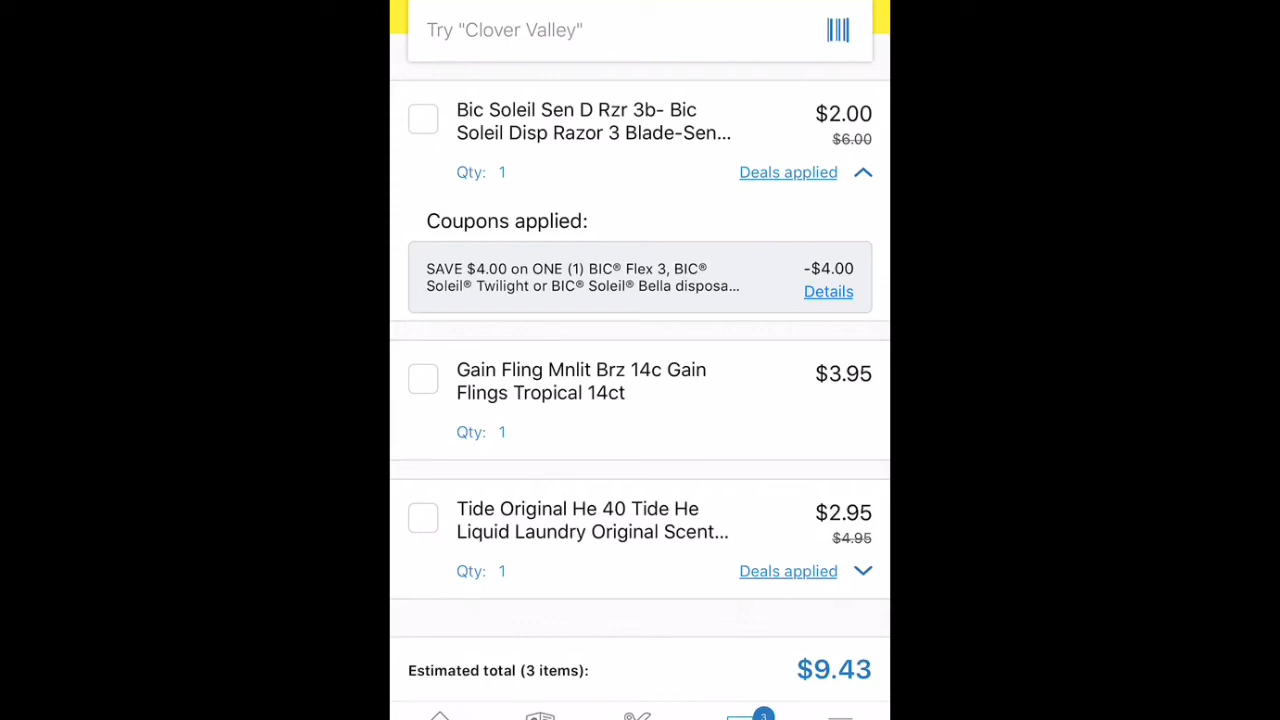 Try "Clover Valley"
Bic Soleil Sen D Rzr 3b- Bic
Soleil Disp Razor 3 Blade-Sen...
$2.00
$6.00
Qty: 1
Deals applied
Coupons applied:
SAVE $4.00 on ONE (1) BIC® Flex 3, BIC®
Soleil® Twilight or BIC® Soleil® Bella disposa...
-$4.00
Details
Gain Fling Mnlit Brz 14c Gain
Flings Tropical 14ct
$3.95
Qty: 1
Tide Original He 40 Tide He
Liquid Laundry Original Scent...
$2.95
$4.95
Qty: 1
Deals applied
Estimated total (3 items):
$9.43
3